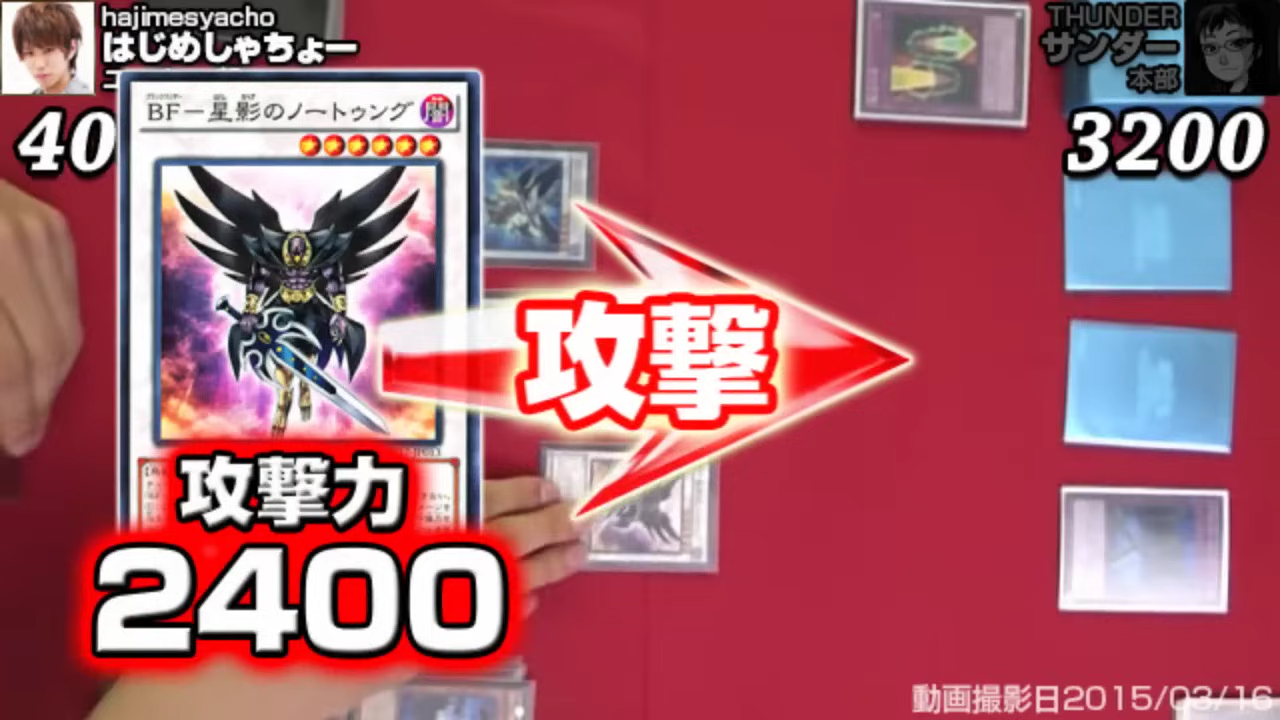 hajimesyacho
はじめしゃちょー
THUNDER
サンダー
本部
40
3200
BF－星影のノートゥング
闇
攻撃
攻撃力
2400
動画撮影日2015/03/16